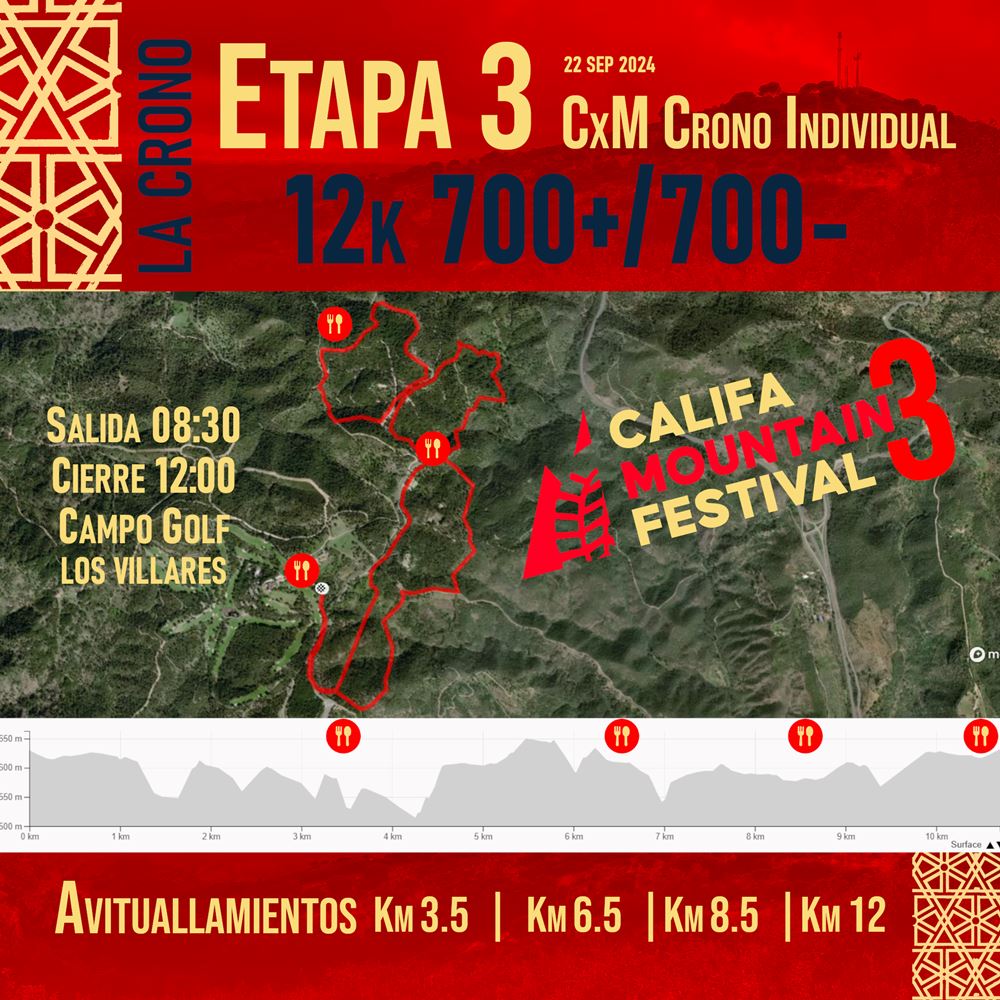 LA CRONO
ETAPA 3
22 SEP 2024
CXM CRONO INDIVIDUAL
12K 700+/700-
SALIDA 08:30
CIERRE 12:00
CAMPO GOLF
LOS VILLARES
CALIFA
MOUNTAIN 3
FESTIVAL
m
650 m
600 m
550 m
500 m
0 km 1 km 2 km 3 km 4 km 5 km 6 km 7 km 8 km 9 km 10 km
Surface ▲▼
AVITUALLAMIENTOS KM 3.5 | KM 6.5 | KM 8.5 | KM 12